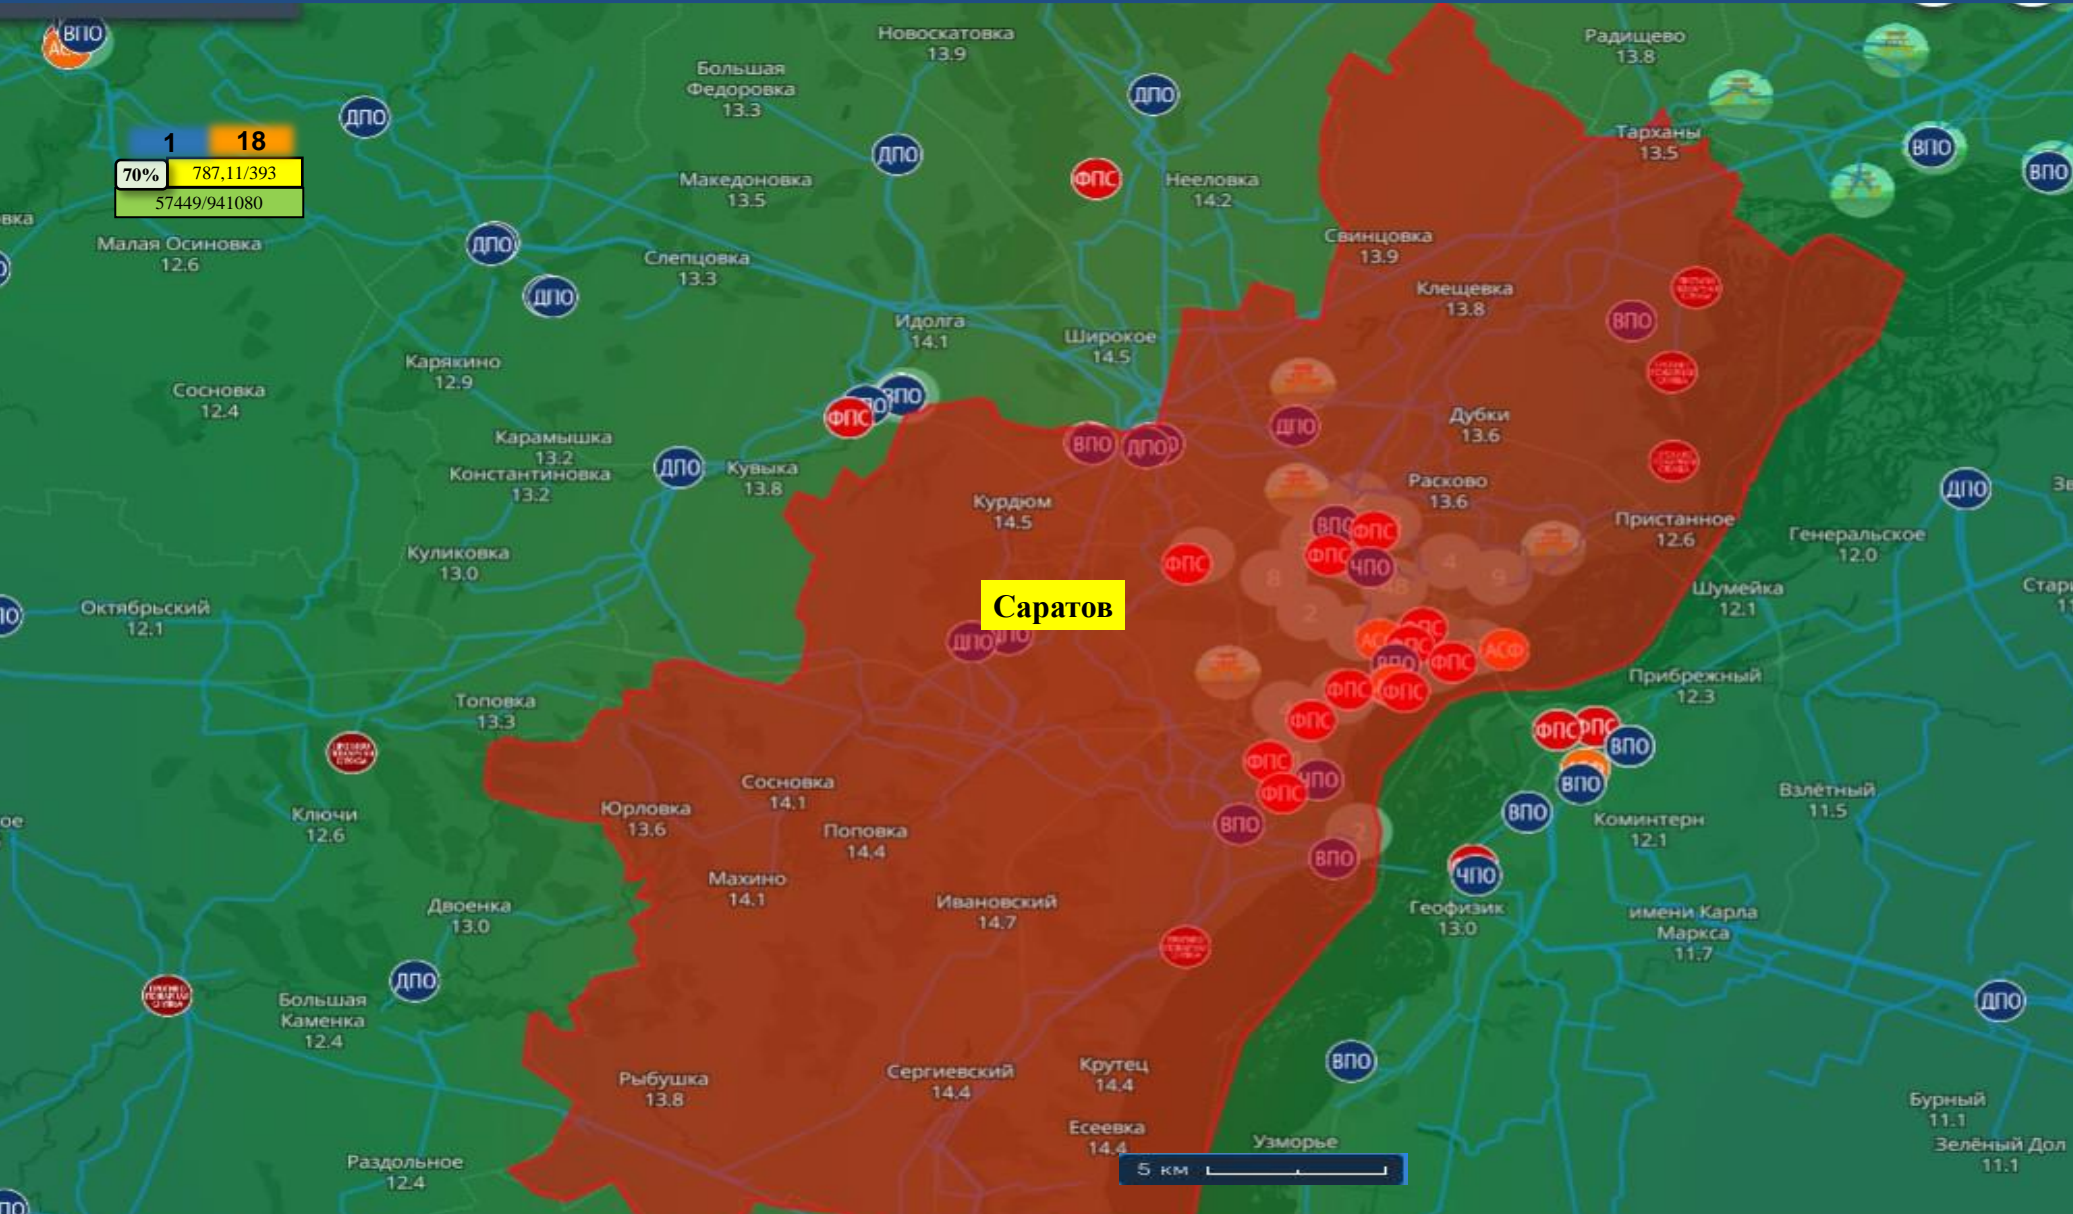 ВПО
Новоскатовка
13.9
Радищево
13.8
Большая
Федоровка
13.3
ДПО
ДПО
1
18
70%
787,11/393
57449/941080
ДПО
ФПС
Нееловка
14.2
Тарханы
13.5
ВПО
ВПО
Македоновка
13.5
вка
Малая Осиновка
12.6
ДПО
Слепцовка
13.3
Свинцовка
13.9
ДПО
Клещевка
13.8
ВПО
Идолга
14.1
Широкое
14.5
Карякино
12.9
Сосновка
12.4
ВПО
ФПС
Дубки
13.6
ДПО
ВПО
ДПО
Карамышка
13.2
Константиновка
13.2
ДПО
Кувыка
13.8
Курдюм
14.5
Расково
13.6
ДПО
Пристанное
12.6
Генеральское
12.0
ВПО
ФПС
ФПС
ЧПО
ФПС
8
4
9
2
Куликовка
13.0
Октябрьский
12.1
Саратов
Шумейка
12.1
ДПО
ФПС
АСФ
ВПО
Прибрежный
12.3
ФПС
ФПС
ФПС
Топовка
13.3
ФПС
ВПО
ФПС
ФПС
ВПО
Сосновка
14.1
Юрловка
13.6
Поповка
14.4
Ключи
12.6
ое
ВПО
ВПО
2
ВПО
Коминтерн
12.1
Взлётный
11.5
ЧПО
Махино
14.1
Ивановский
14.7
Двоенка
13.0
Геофизик
13.0
имени Карла
Маркса
11.7
ДПО
Большая
Каменка
12.4
ДПО
ВПО
Рыбушка
13.8
Сергиевский
14.4
Крутец
14.4
Есеевка
14.4
Узморье
Бурный
11.1
Зелёный Дол
11.1
Раздольное
12.4
5 км